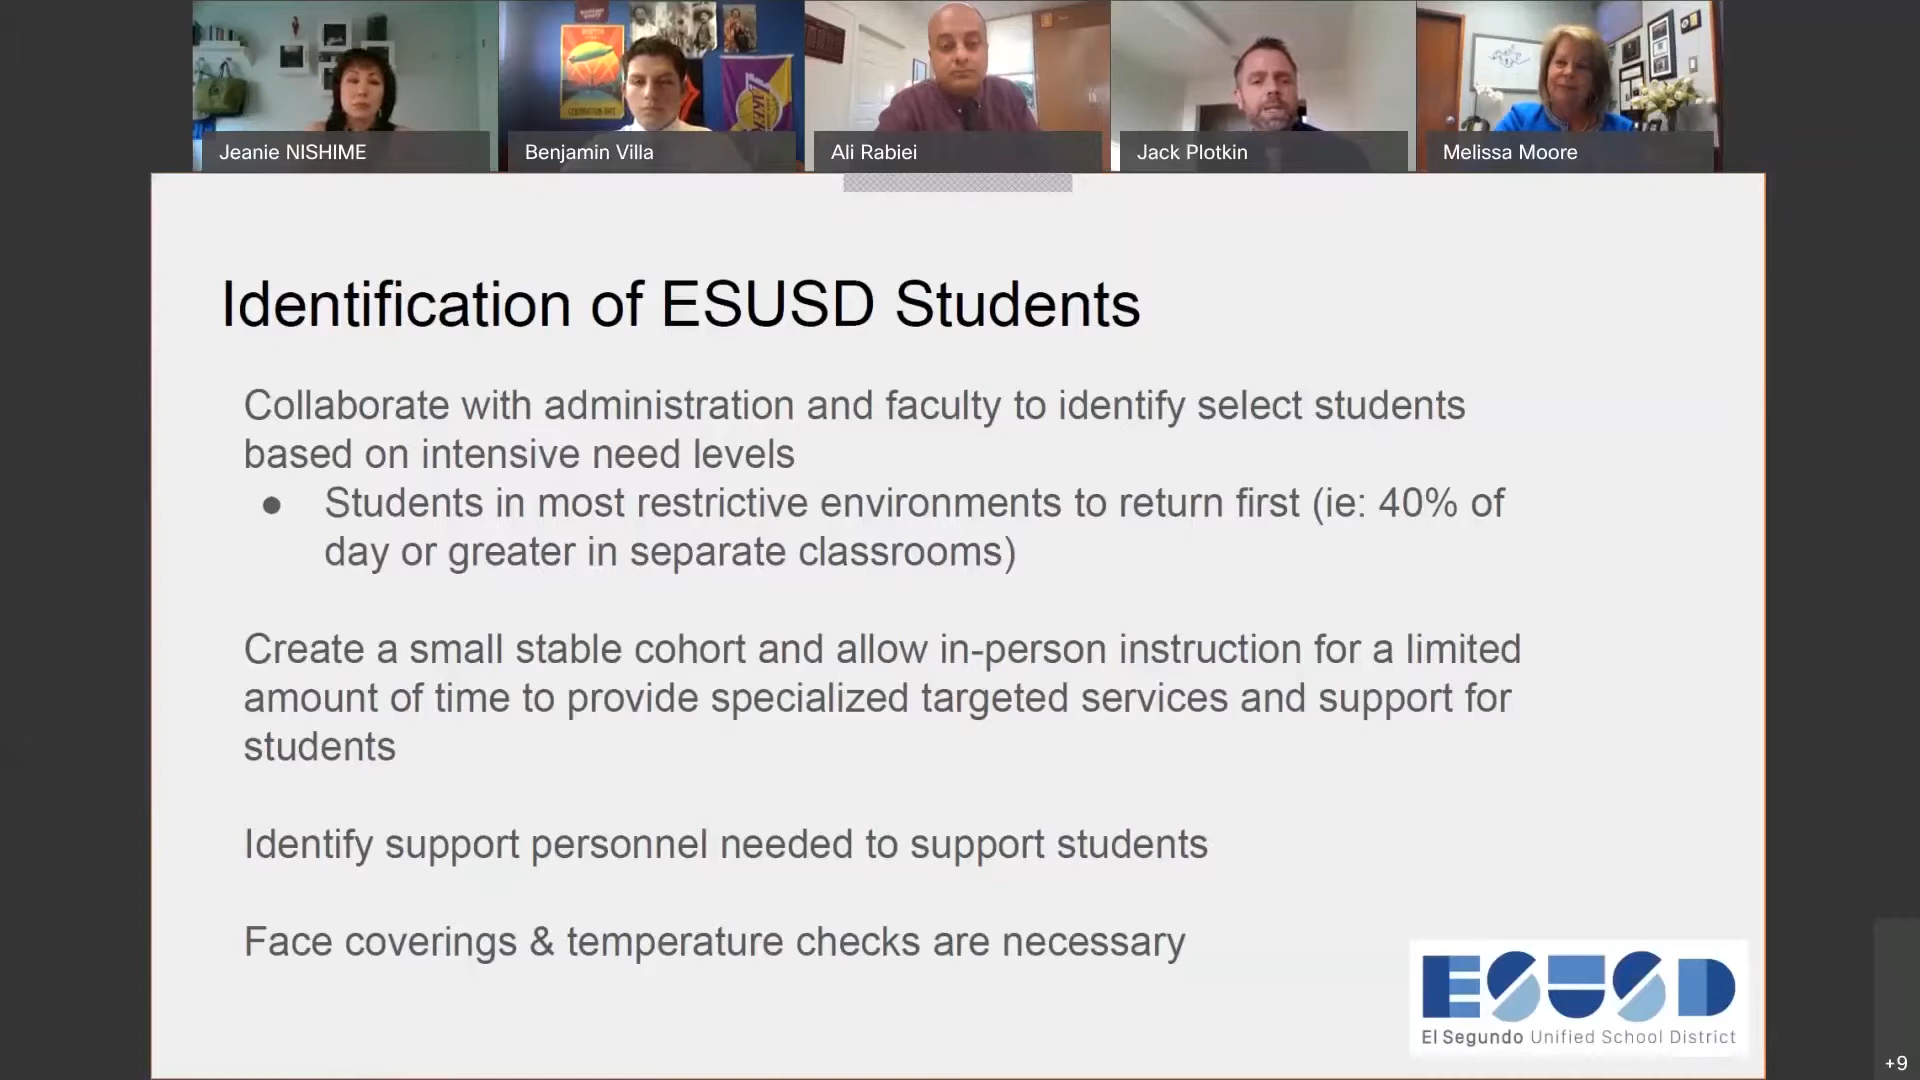 Jeanie NISHIME
Benjamin Villa
Ali Rabiei
Jack Plotkin
Melissa Moore
Identification of ESUSD Students
Collaborate with administration and faculty to identify select students
based on intensive need levels
● Students in most restrictive environments to return first (ie: 40% of
day or greater in separate classrooms)
Create a small stable cohort and allow in-person instruction for a limited
amount of time to provide specialized targeted services and support for
students
Identify support personnel needed to support students
Face coverings & temperature checks are necessary
ESUSD
El Segundo Unified School District
+9